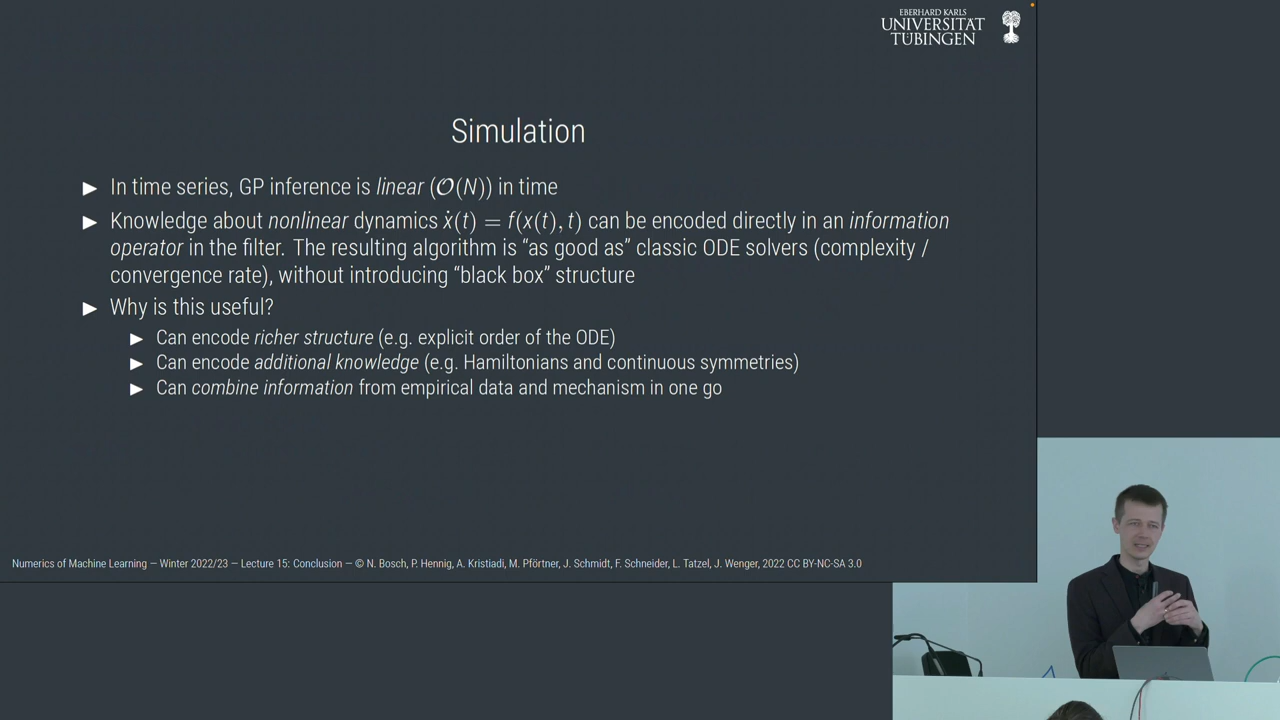 EBERHARD KARLS
UNIVERSITÄT
TÜBINGEN
Simulation
▶ In time series, GP inference is linear (𝒪(N)) in time
▶ Knowledge about nonlinear dynamics ẋ(t) = f(x(t), t) can be encoded directly in an information
operator in the filter. The resulting algorithm is “as good as” classic ODE solvers (complexity /
convergence rate), without introducing “black box” structure
▶ Why is this useful?
▶ Can encode richer structure (e.g. explicit order of the ODE)
▶ Can encode additional knowledge (e.g. Hamiltonians and continuous symmetries)
▶ Can combine information from empirical data and mechanism in one go
Numerics of Machine Learning — Winter 2022/23 — Lecture 15: Conclusion — © N. Bosch, P. Hennig, A. Kristiadi, M. Pförtner, J. Schmidt, F. Schneider, L. Tatzel, J. Wenger, 2022 CC BY-NC-SA 3.0